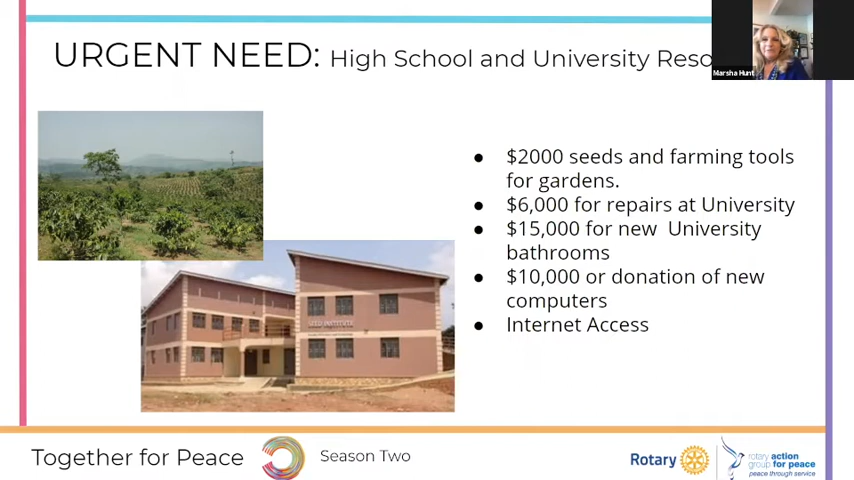 URGENT NEED: High School and University Reso
Marsha Hunt
● $2000 seeds and farming tools
for gardens.
● $6,000 for repairs at University
● $15,000 for new University
bathrooms
● $10,000 or donation of new
computers
● Internet Access
SEED INSTITUTE
Together for Peace
Season Two
Rotary
rotary action
group for peace
peace through service